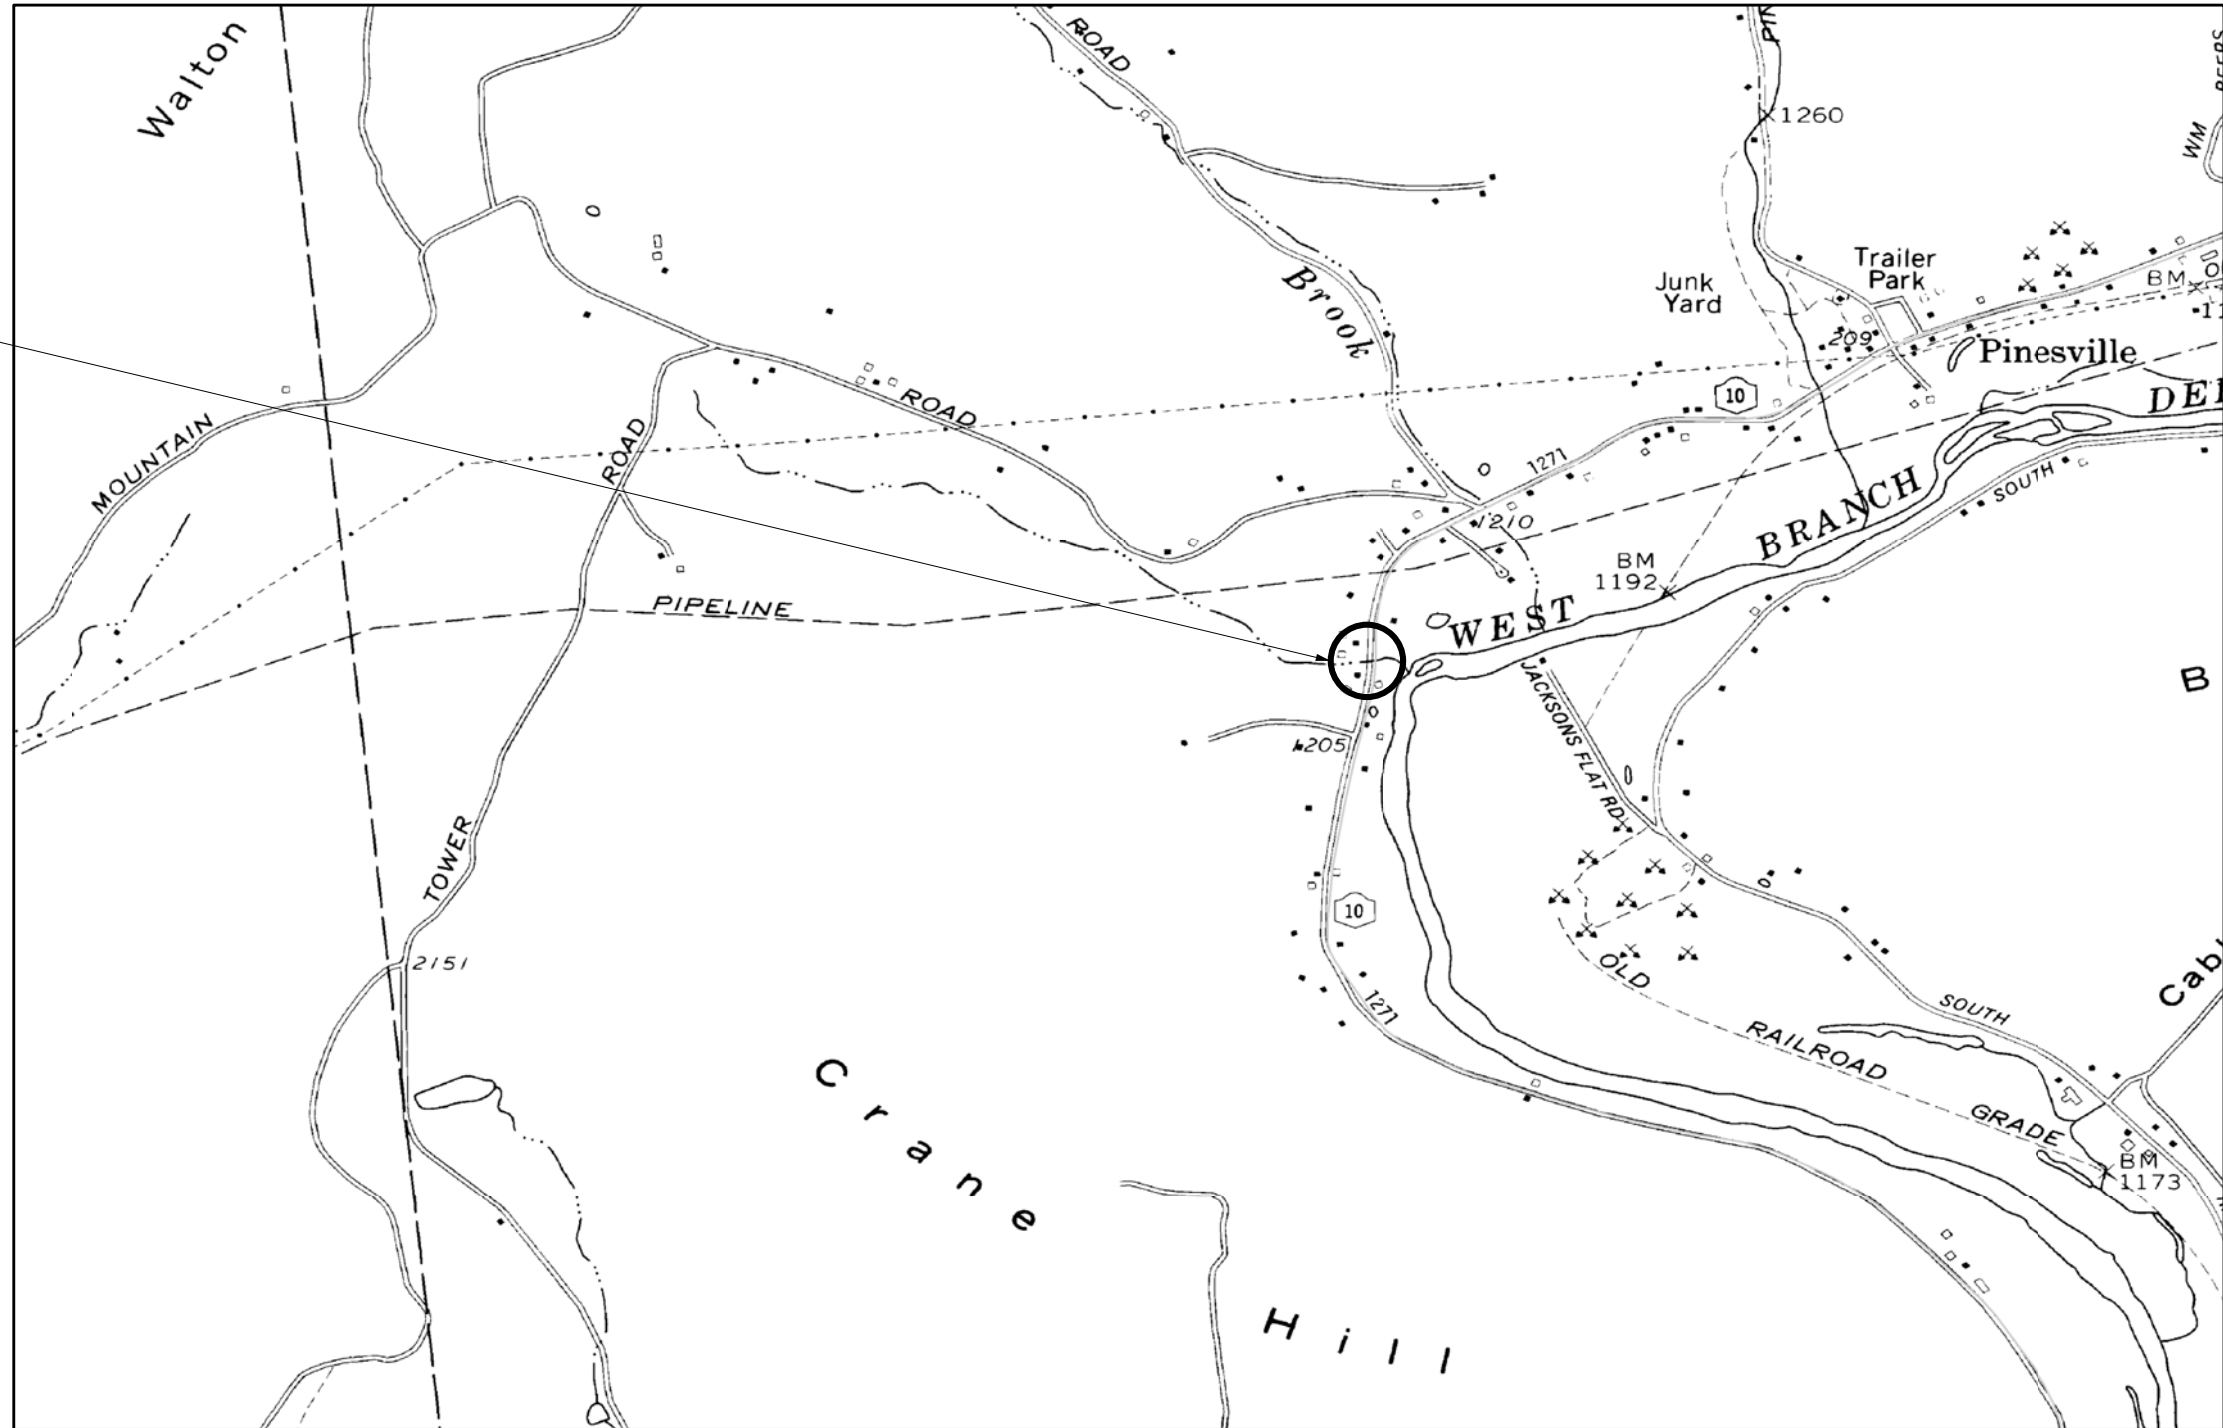 Walton
ROAD
1260
WM
Brook
Junk
Yard
Trailer
Park
BM
209
Pinesville
10
ROAD
MOUNTAIN
ROAD
1271
DEL
BRANCH
SOUTH
1210
BM
1192
PIPELINE
WEST
B
JACKSONS FLAT RD
1205
TOWER
10
2151
OLD
1271
SOUTH
RAILROAD
Crane
GRADE
BM
1173
Hill